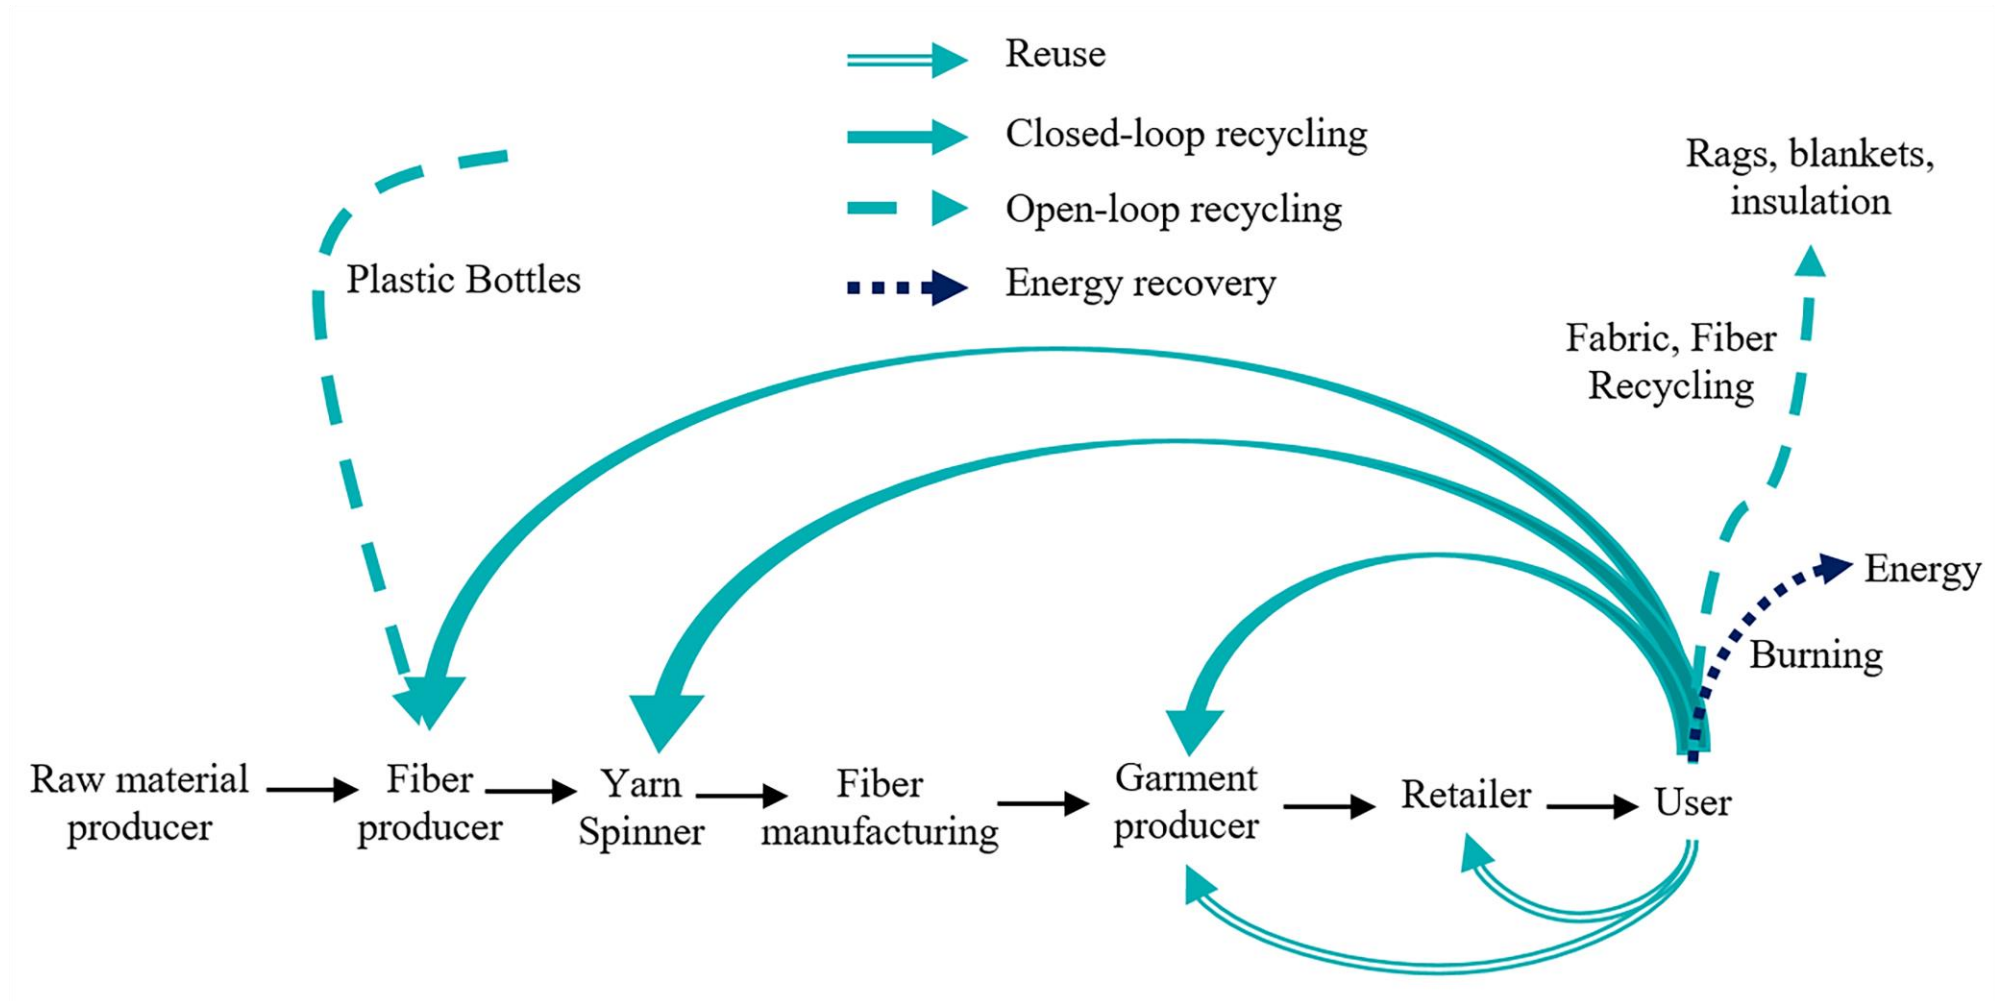 Reuse
Closed-loop recycling
Open-loop recycling
Energy recovery
Plastic Bottles
Rags, blankets,
insulation
Fabric, Fiber
Recycling
Energy
Burning
Raw material
producer
Fiber
producer
Yarn
Spinner
Fiber
manufacturing
Garment
producer
Retailer
User